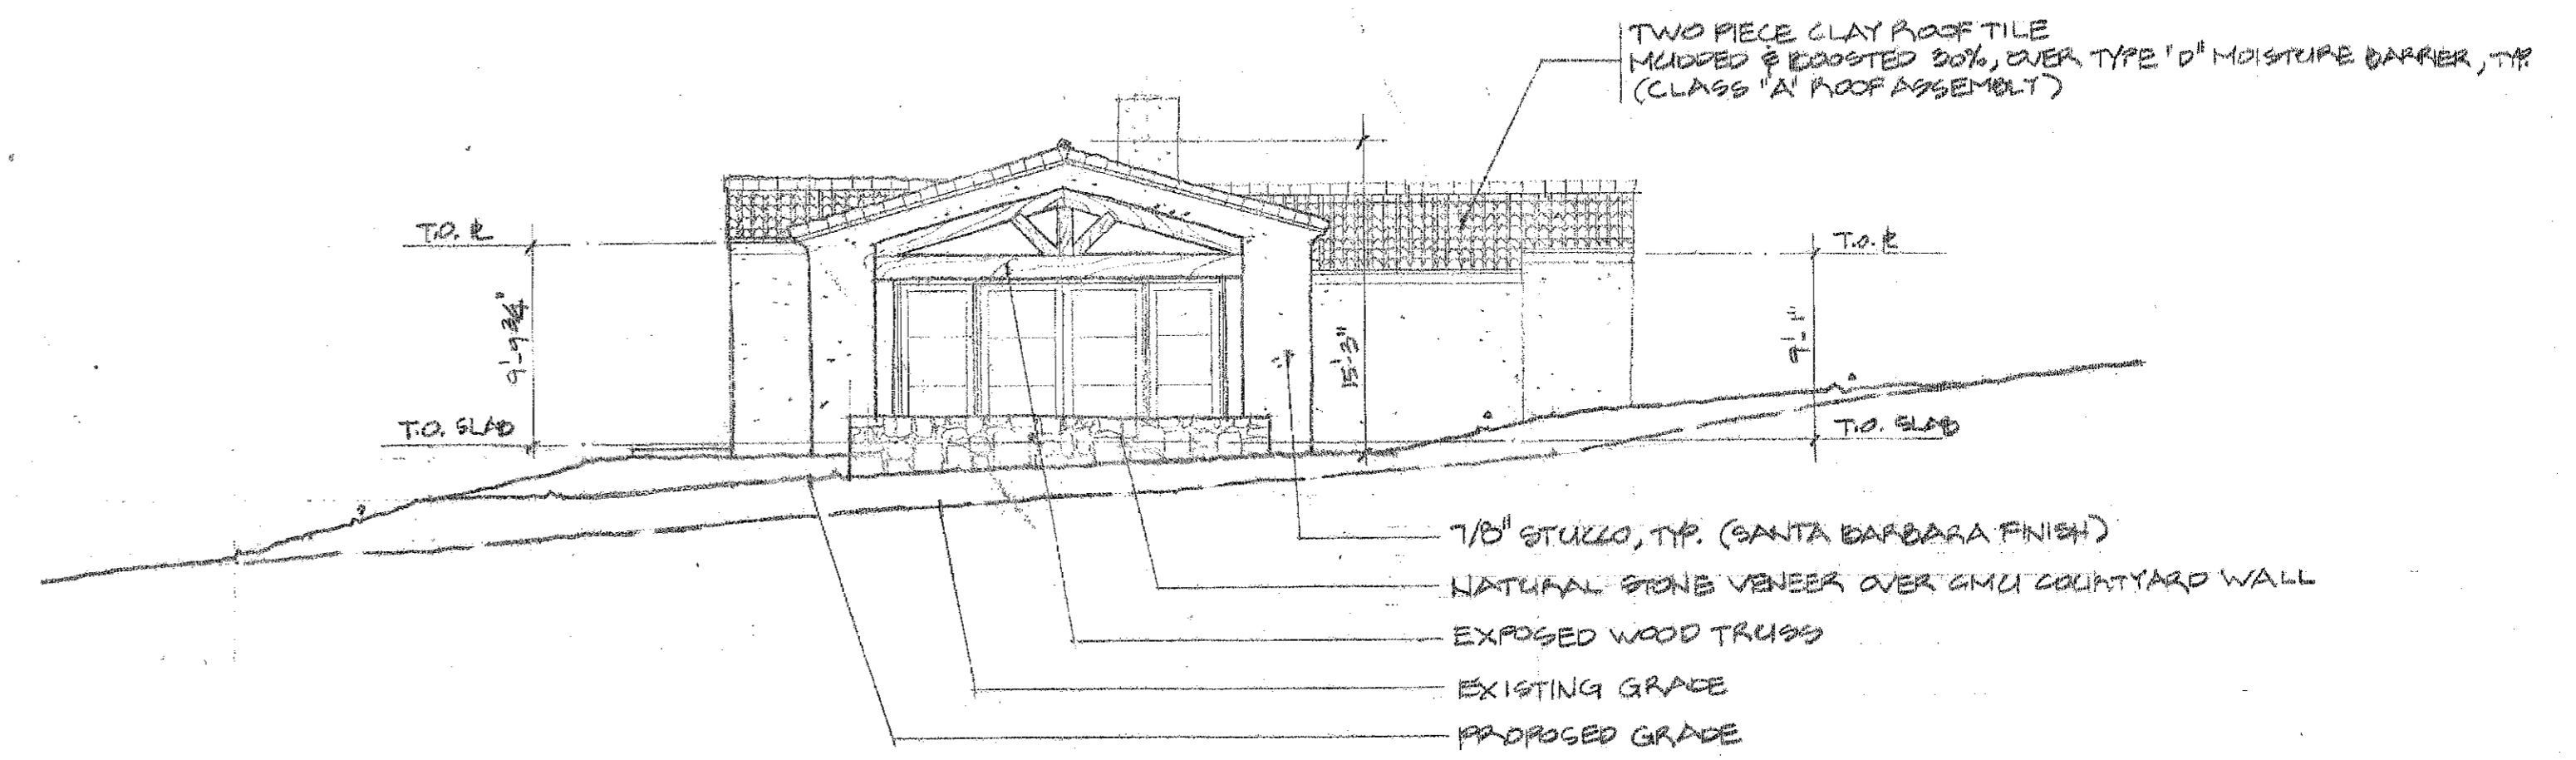 TWO PIECE CLAY ROOF TILE
MUDDED & BOOSTED 30%, OVER TYPE 'D" MOISTURE BARRIER, TYP.
(CLASS "A' ROOF ASSEMBLY)
T.O. PL
T.O. PL
9'-9 3/4"
15'-3"
9'-1"
T.O. SLAB
T.O. SLAB
7/8" STUCCO, TYP. (SANTA BARBARA FINISH)
NATURAL STONE VENEER OVER CMU COURTYARD WALL
EXPOSED WOOD TRUSS
EXISTING GRADE
PROPOSED GRADE